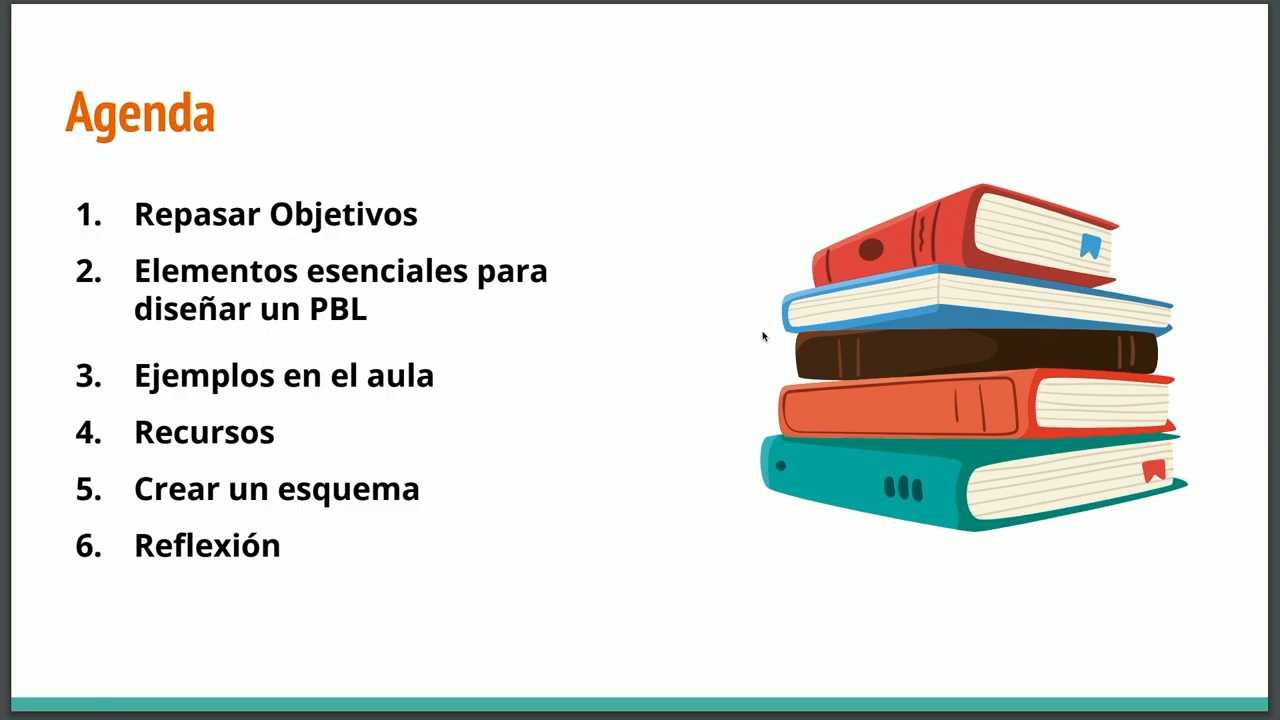 Agenda
1. Repasar Objetivos
2. Elementos esenciales para
diseñar un PBL
3. Ejemplos en el aula
4. Recursos
5. Crear un esquema
6. Reflexión